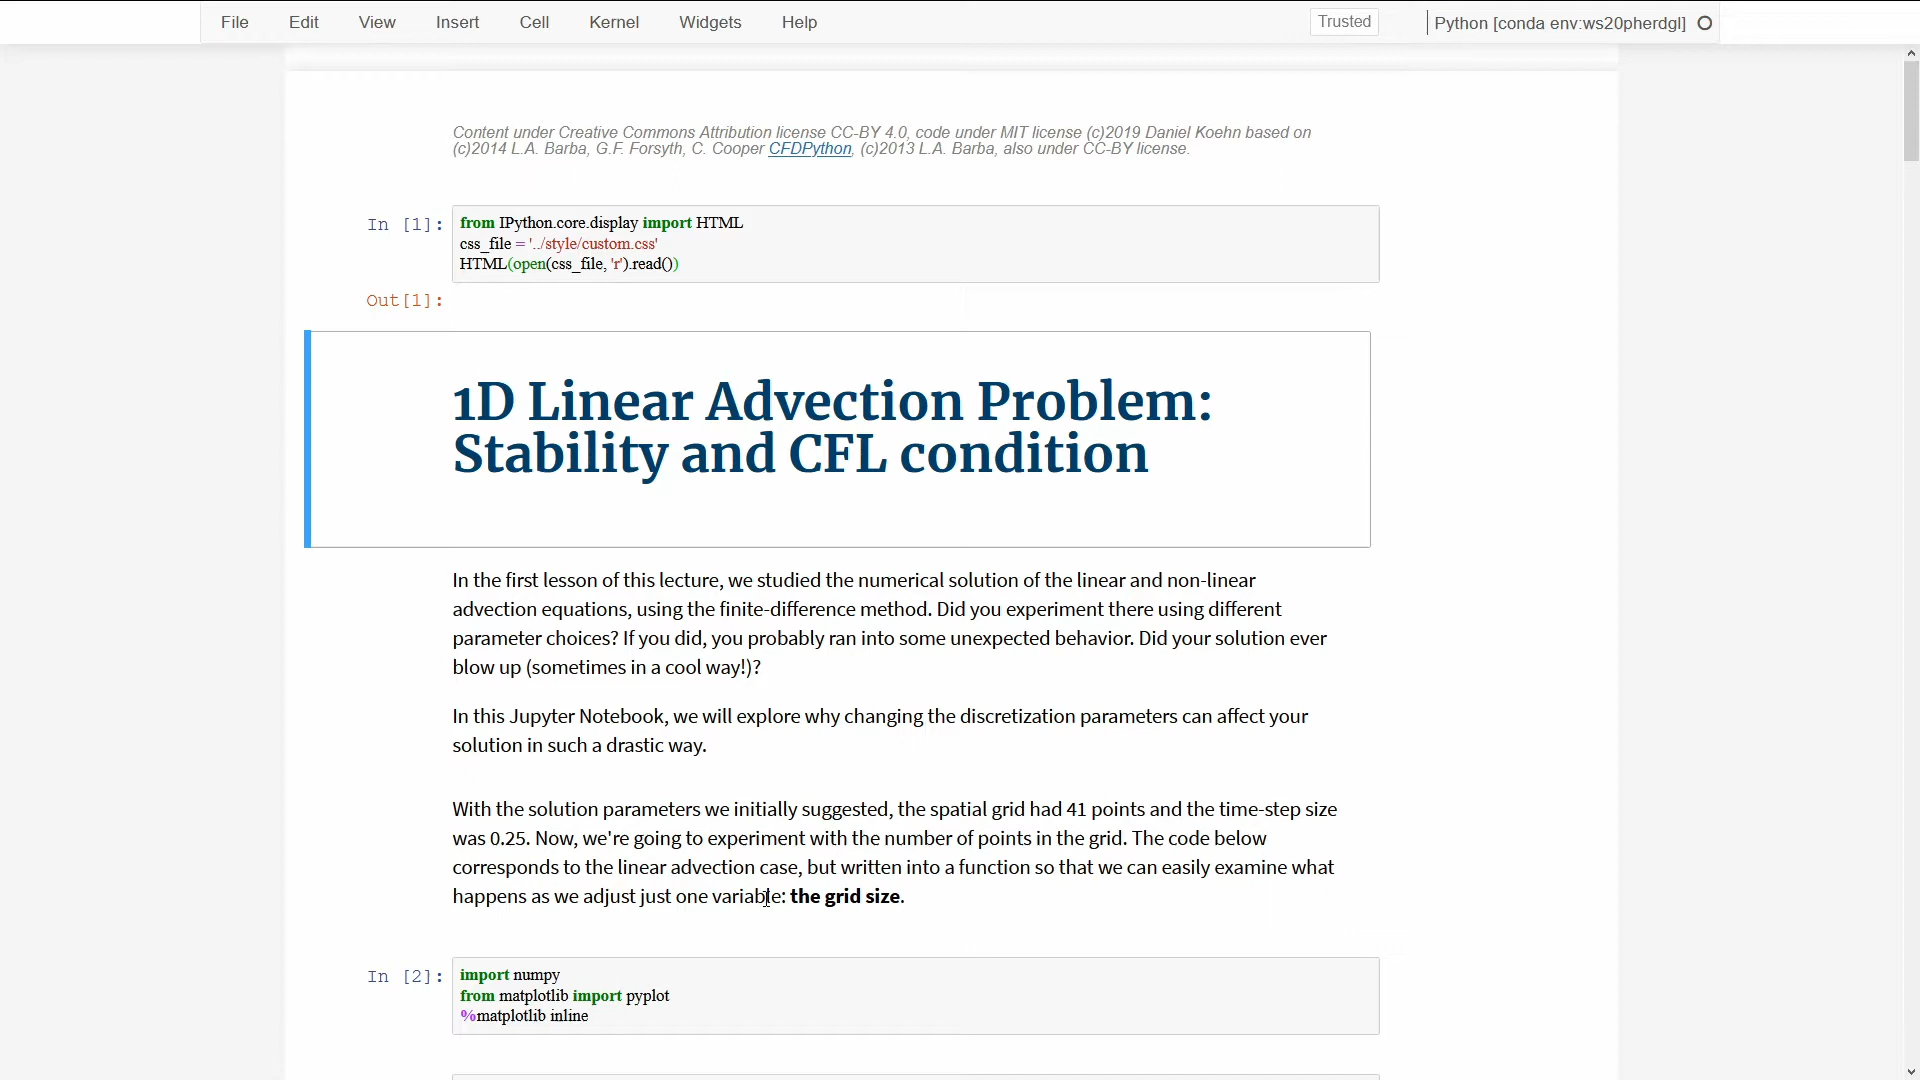 File Edit View Insert Cell Kernel Widgets Help Trusted Python [conda env:ws20pherdgl]
Content under Creative Commons Attribution license CC-BY 4.0, code under MIT license (c)2019 Daniel Koehn based on
(c)2014 L.A. Barba, G.F. Forsyth, C. Cooper CFDPython, (c)2013 L.A. Barba, also under CC-BY license.
In [1]: from IPython.core.display import HTML
css_file = '../style/custom.css'
HTML(open(css_file, 'r').read())
Out[1]:
1D Linear Advection Problem:
Stability and CFL condition
In the first lesson of this lecture, we studied the numerical solution of the linear and non-linear
advection equations, using the finite-difference method. Did you experiment there using different
parameter choices? If you did, you probably ran into some unexpected behavior. Did your solution ever
blow up (sometimes in a cool way!)?
In this Jupyter Notebook, we will explore why changing the discretization parameters can affect your
solution in such a drastic way.
With the solution parameters we initially suggested, the spatial grid had 41 points and the time-step size
was 0.25. Now, we're going to experiment with the number of points in the grid. The code below
corresponds to the linear advection case, but written into a function so that we can easily examine what
happens as we adjust just one variable: the grid size.
In [2]: import numpy
from matplotlib import pyplot
%matplotlib inline